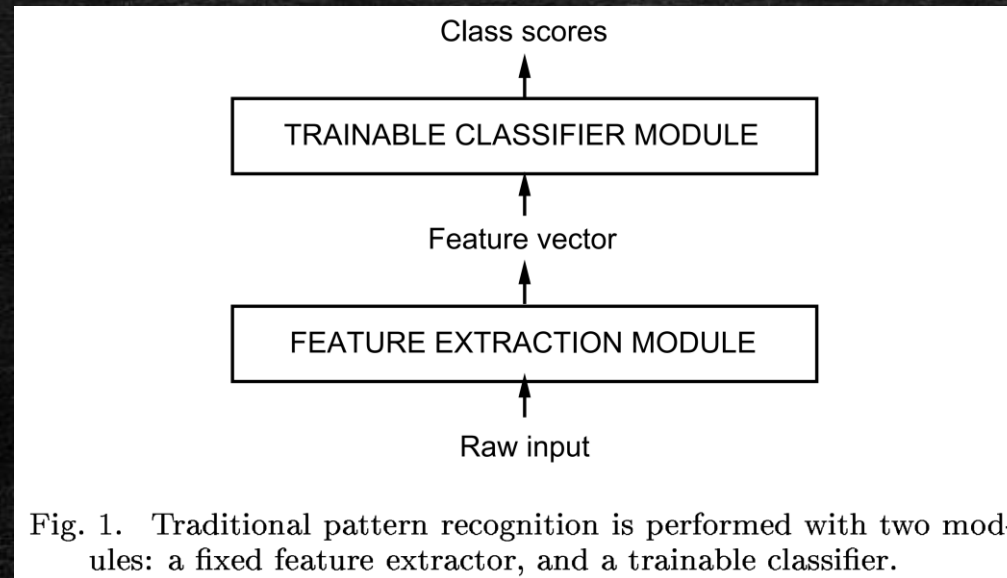 Class scores
TRAINABLE CLASSIFIER MODULE
Feature vector
FEATURE EXTRACTION MODULE
Raw input
Fig. 1. Traditional pattern recognition is performed with two mod-
ules: a fixed feature extractor, and a trainable classifier.